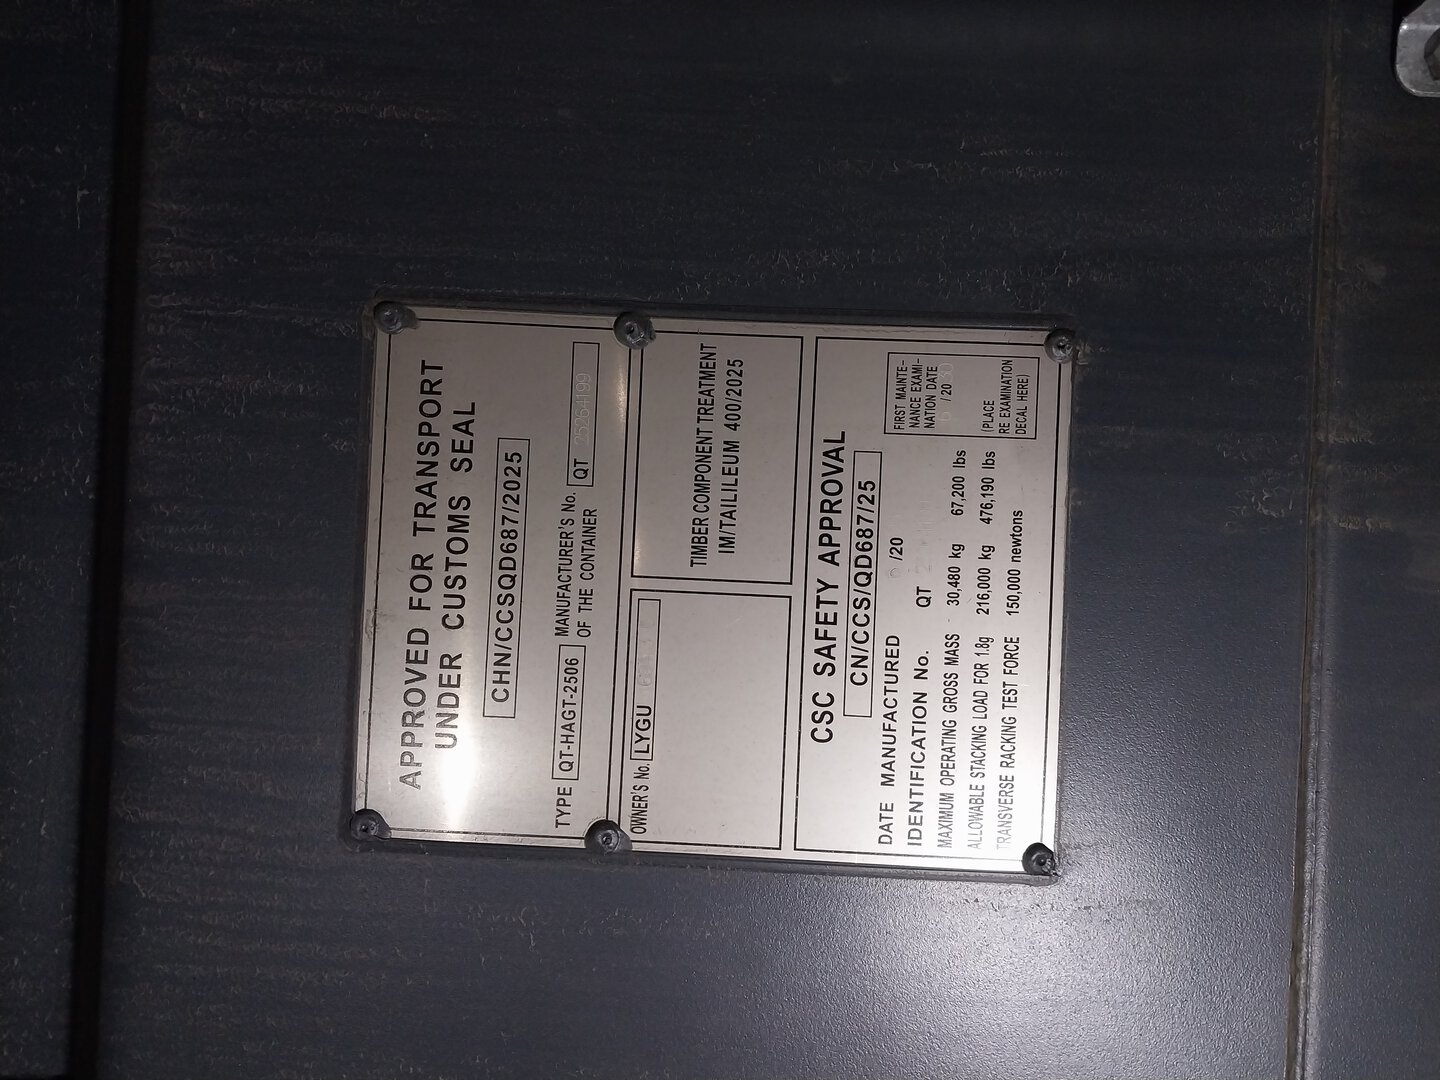 APPROVED FOR TRANSPORT
UNDER CUSTOMS SEAL
CHN/CCSQD687/2025
TYPE QT-HAGT-2506 MANUFACTURER'S No.
OF THE CONTAINER QT 25264199
OWNER'S No. LYGU
TIMBER COMPONENT TREATMENT
IM/TAILILEUM 400/2025
CSC SAFETY APPROVAL
CN/CCS/QD687/25
DATE MANUFACTURED /20
IDENTIFICATION No. QT
MAXIMUM OPERATING GROSS MASS 30,480 kg 67,200 lbs
ALLOWABLE STACKING LOAD FOR 1.8g 216,000 kg 476,190 lbs
TRANSVERSE RACKING TEST FORCE 150,000 newtons
FIRST MAINTE-
NANCE EXAMI-
NATION DATE
6 /20 30
(PLACE
RE EXAMINATION
DECAL HERE)